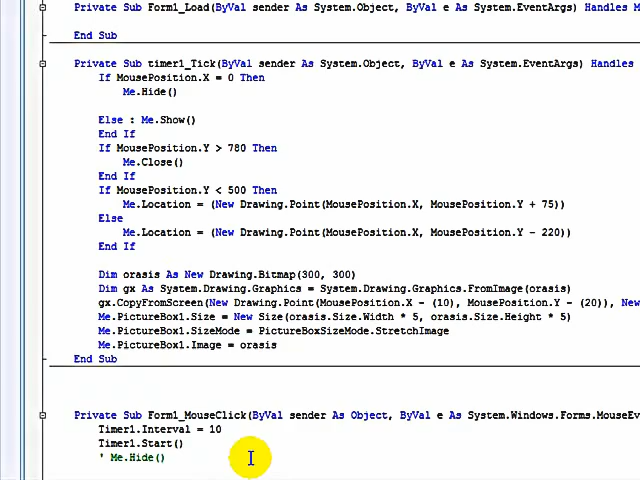 Private Sub Form1_Load(ByVal sender As System.Object, ByVal e As System.EventArgs) Handles
End Sub
Private Sub timer1_Tick(ByVal sender As System.Object, ByVal e As System.EventArgs) Handles
If MousePosition.X = 0 Then
Me.Hide()
Else : Me.Show()
End If
If MousePosition.Y > 780 Then
Me.Close()
End If
If MousePosition.Y < 500 Then
Me.Location = (New Drawing.Point(MousePosition.X, MousePosition.Y + 75))
Else
Me.Location = (New Drawing.Point(MousePosition.X, MousePosition.Y - 220))
End If
Dim orasis As New Drawing.Bitmap(300, 300)
Dim gx As System.Drawing.Graphics = System.Drawing.Graphics.FromImage(orasis)
gx.CopyFromScreen(New Drawing.Point(MousePosition.X - (10), MousePosition.Y - (20)), New
Me.PictureBox1.Size = New Size(orasis.Size.Width * 5, orasis.Size.Height * 5)
Me.PictureBox1.SizeMode = PictureBoxSizeMode.StretchImage
Me.PictureBox1.Image = orasis
End Sub
Private Sub Form1_MouseClick(ByVal sender As Object, ByVal e As System.Windows.Forms.MouseEv
Timer1.Interval = 10
Timer1.Start()
' Me.Hide()